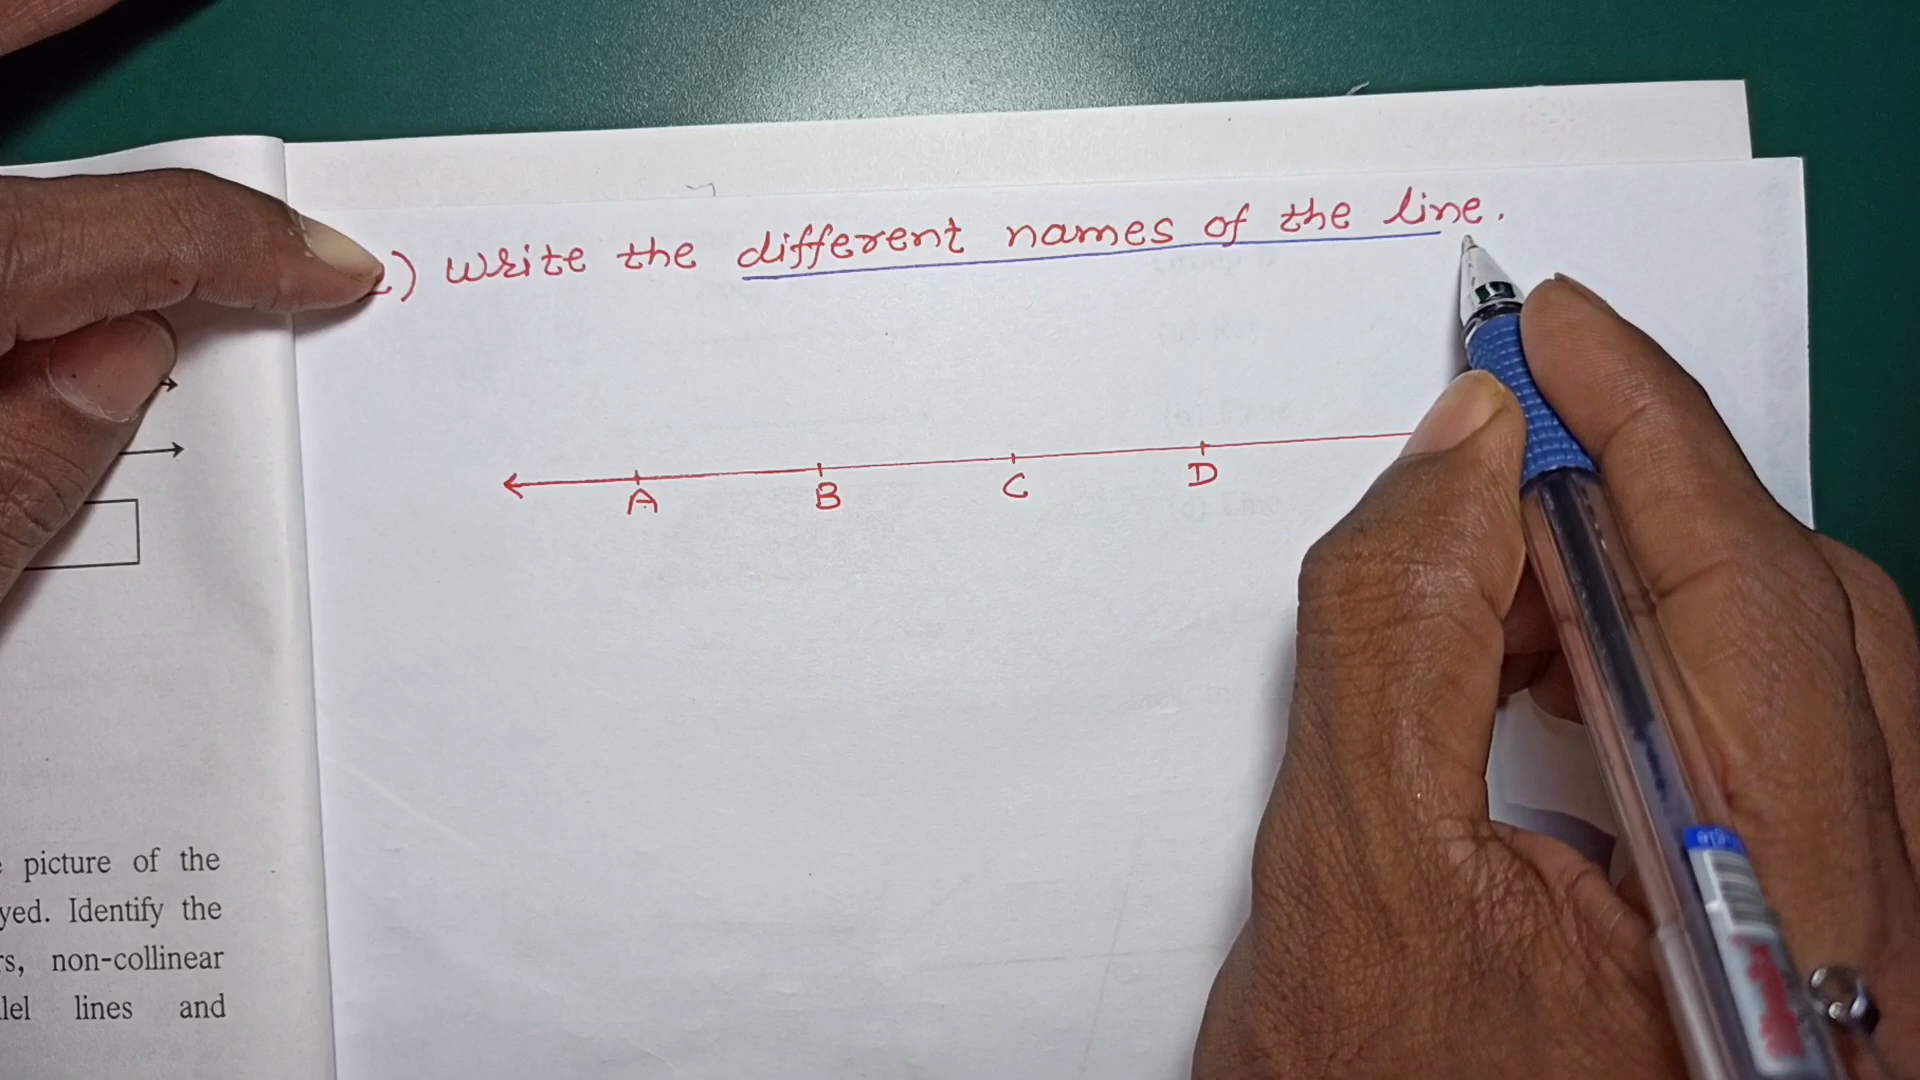 2) Write the different names of the line.
A B C D
picture of the
yed. Identify the
rs, non-collinear
lel lines and